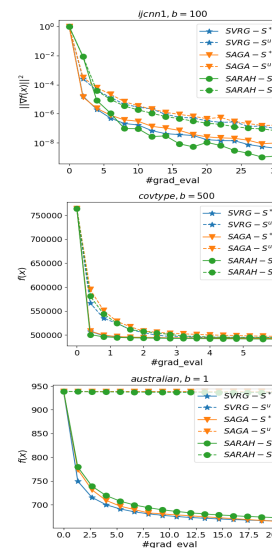 ijcnn1, b = 100
10⁰
10⁻²
10⁻⁴
10⁻⁶
10⁻⁸
||∇f(x)||²
SVRG − S*
SVRG − Sᵘ
SAGA − S*
SAGA − Sᵘ
SARAH − S
SARAH − S
0 5 10 15 20 25
#grad_eval
covtype, b = 500
750000
700000
650000
600000
550000
500000
f(x)
SVRG − S*
SVRG − Sᵘ
SAGA − S*
SAGA − Sᵘ
SARAH − S
SARAH − S
0 1 2 3 4 5
#grad_eval
australian, b = 1
950
900
850
800
750
700
f(x)
SVRG − S*
SVRG − Sᵘ
SAGA − S*
SAGA − Sᵘ
SARAH − S
SARAH − S
0.0 2.5 5.0 7.5 10.0 12.5 15.0 17.5
# grad_eval